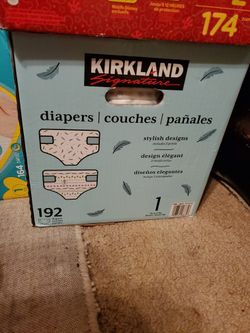 174
KIRKLAND
Signature
diapers | couches | pañales
stylish designs
design élégant
diseños elegantes
192
1
164